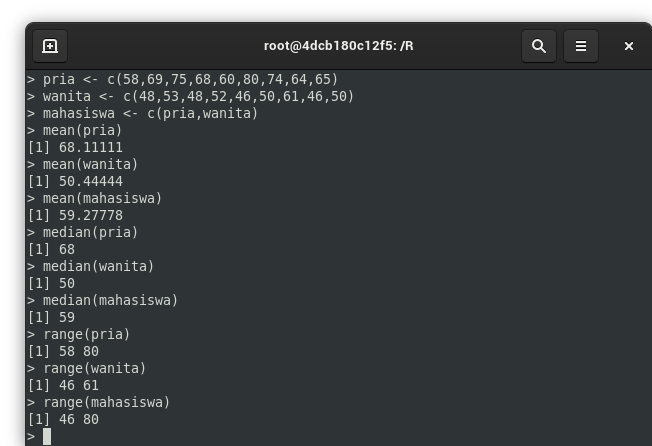 root@4dcb180c12f5: /R
> pria <- c(58,69,75,68,60,80,74,64,65)
> wanita <- c(48,53,48,52,46,50,61,46,50)
> mahasiswa <- c(pria,wanita)
> mean(pria)
[1] 68.11111
> mean(wanita)
[1] 50.44444
> mean(mahasiswa)
[1] 59.27778
> median(pria)
[1] 68
> median(wanita)
[1] 50
> median(mahasiswa)
[1] 59
> range(pria)
[1] 58 80
> range(wanita)
[1] 46 61
> range(mahasiswa)
[1] 46 80
>